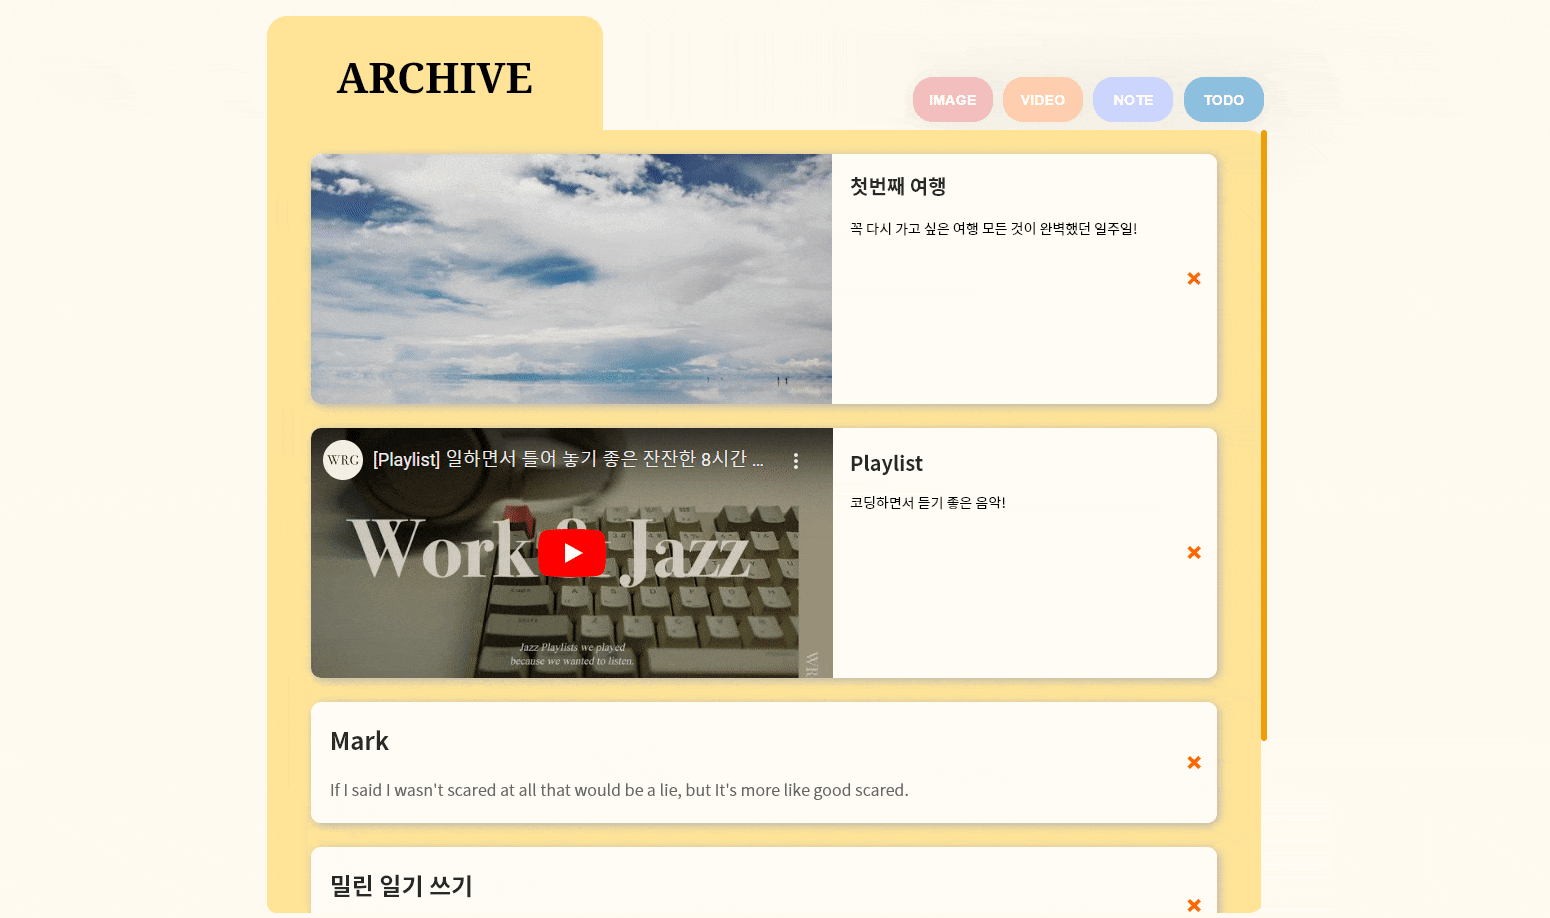 ARCHIVE
IMAGE VIDEO NOTE TODO
첫번째 여행
꼭 다시 가고 싶은 여행 모든 것이 완벽했던 일주일!
WRG [Playlist] 일하면서 틀어 놓기 좋은 잔잔한 8시간 ...
Work & Jazz
Jazz Playlists we played
because we wanted to listen.
WR
Playlist
코딩하면서 듣기 좋은 음악!
Mark
If I said I wasn't scared at all that would be a lie, but It's more like good scared.
밀린 일기 쓰기